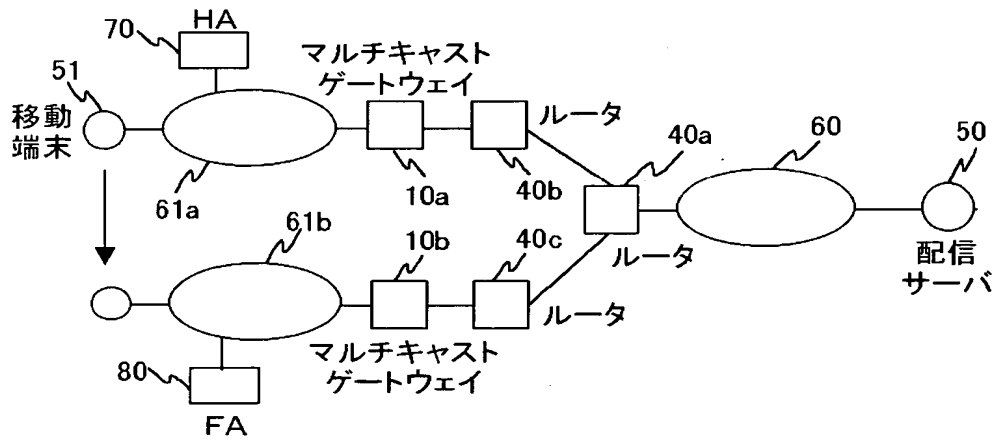 HA
70
マルチキャスト
ゲートウェイ
51
移動
端末
ルータ
40a
60
50
61a
10a
40b
61b
10b
40c
ルータ
配信
サーバ
ルータ
マルチキャスト
ゲートウェイ
80
FA